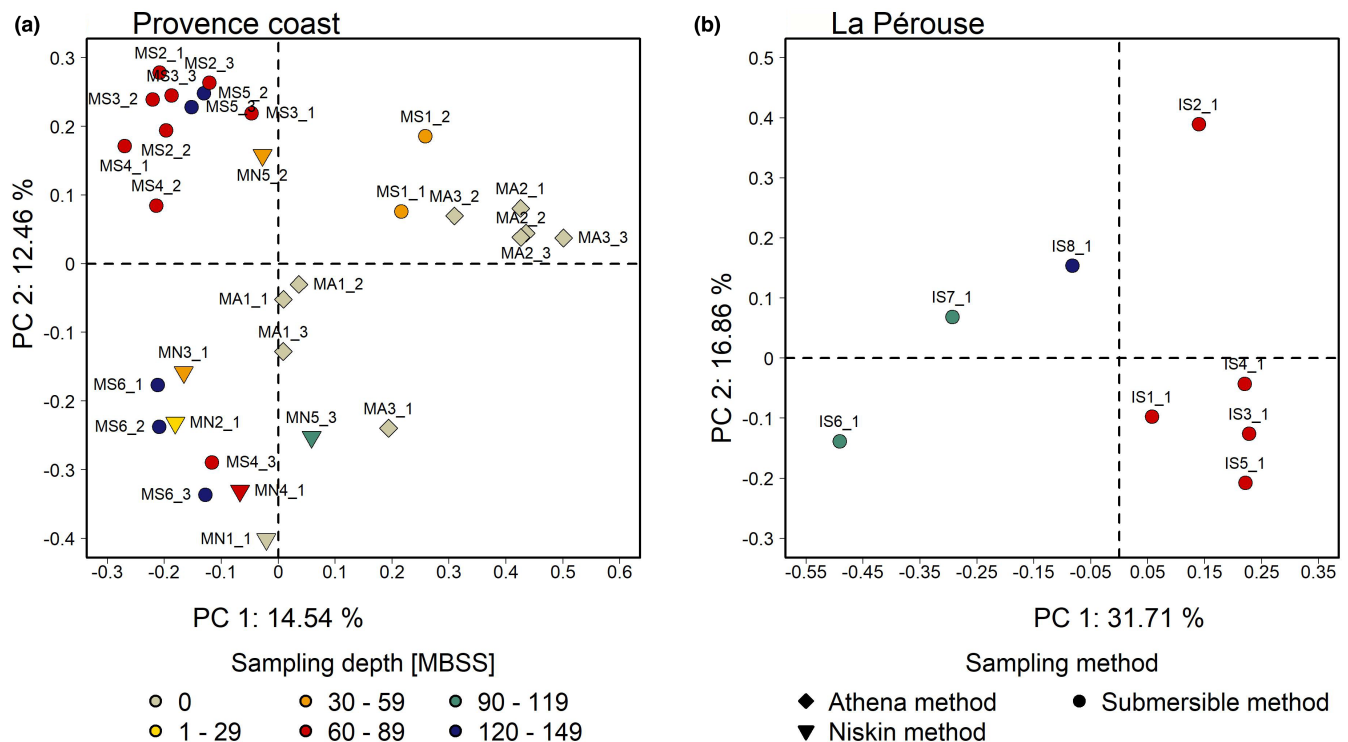 (a) Provence coast
MS2_1
MS2_3
MS3_3
MS3_2
MS5_2
MS5_3
MS3_1
MS2_2
MS4_1
MS4_2
MN5_2
MS1_2
MS1_1
MA3_2
MA2_1
MA2_2
MA2_3
MA3_3
MA1_2
MA1_1
MA1_3
MN3_1
MS6_1
MN2_1
MS6_2
MN5_3
MA3_1
MS4_3
MS6_3
MN4_1
MN1_1
0.3
0.2
0.1
0
-0.1
-0.2
-0.3
-0.4
PC 2: 12.46 %
-0.3 -0.2 -0.1 0 0.1 0.2 0.3 0.4 0.5 0.6
PC 1: 14.54 %
(b) La Pérouse
IS2_1
IS8_1
IS7_1
IS4_1
IS1_1
IS3_1
IS6_1
IS5_1
0.5
0.4
0.3
0.2
0.1
0
-0.1
-0.2
-0.3
PC 2: 16.86 %
-0.55 -0.45 -0.35 -0.25 -0.15 -0.05 0.05 0.15 0.25 0.35
PC 1: 31.71 %
Sampling depth [MBSS]
0 30 - 59 90 - 119
1 - 29 60 - 89 120 - 149
Sampling method
Athena method Submersible method
Niskin method